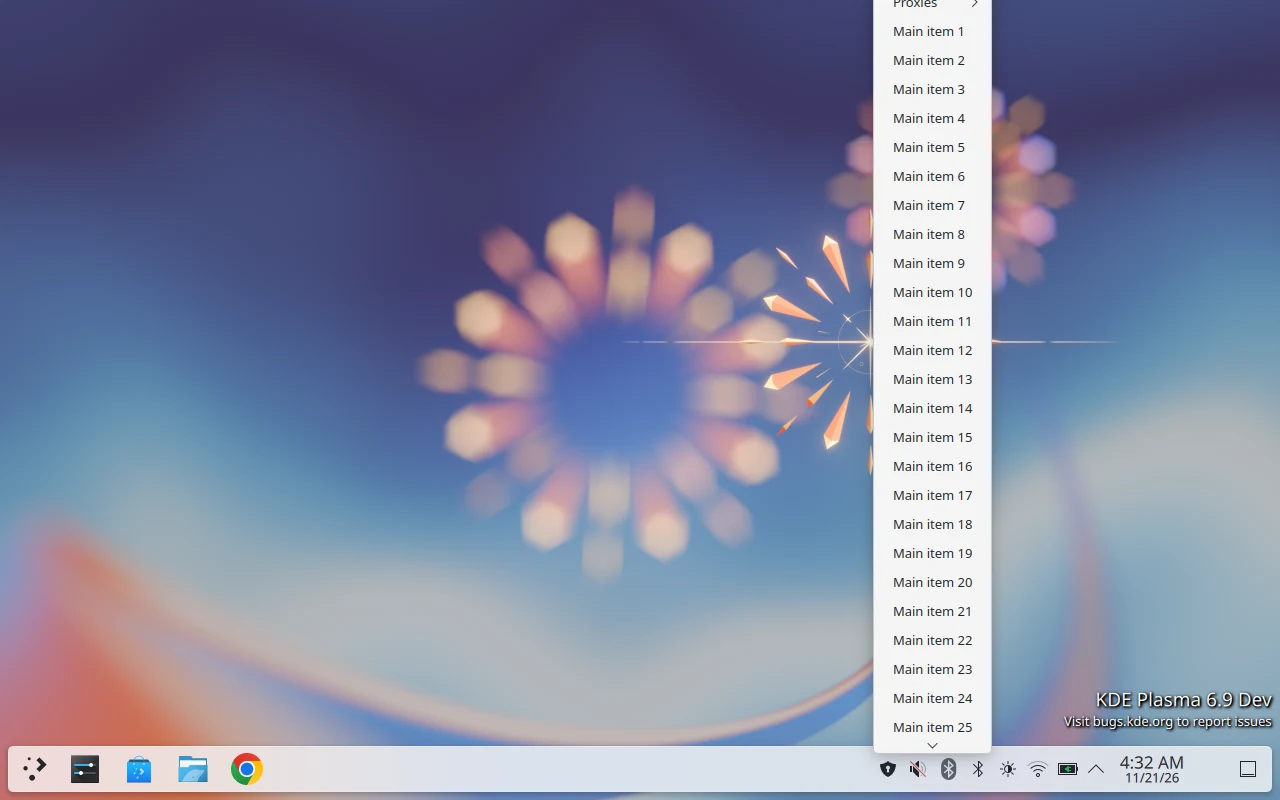 Proxies
Main item 1
Main item 2
Main item 3
Main item 4
Main item 5
Main item 6
Main item 7
Main item 8
Main item 9
Main item 10
Main item 11
Main item 12
Main item 13
Main item 14
Main item 15
Main item 16
Main item 17
Main item 18
Main item 19
Main item 20
Main item 21
Main item 22
Main item 23
Main item 24
Main item 25
KDE Plasma 6.9 Dev
Visit bugs.kde.org to report issues
4:32 AM
11/21/26